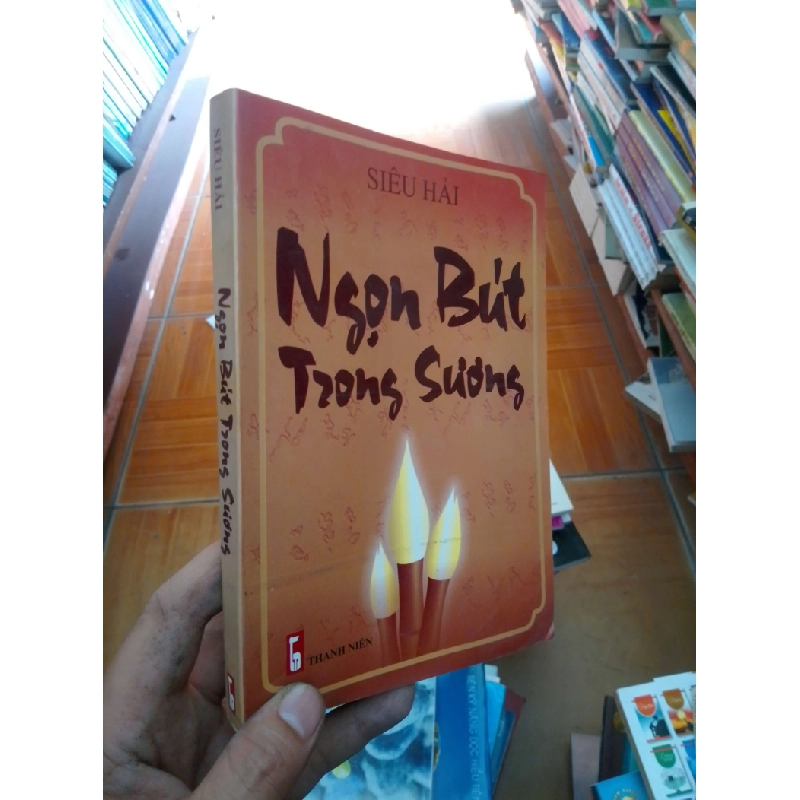 SIÊU HẢI
Ngọn Bút
Trong Sương
THANH NIÊN
SIÊU HẢI
Ngọn Bút Trong Sương